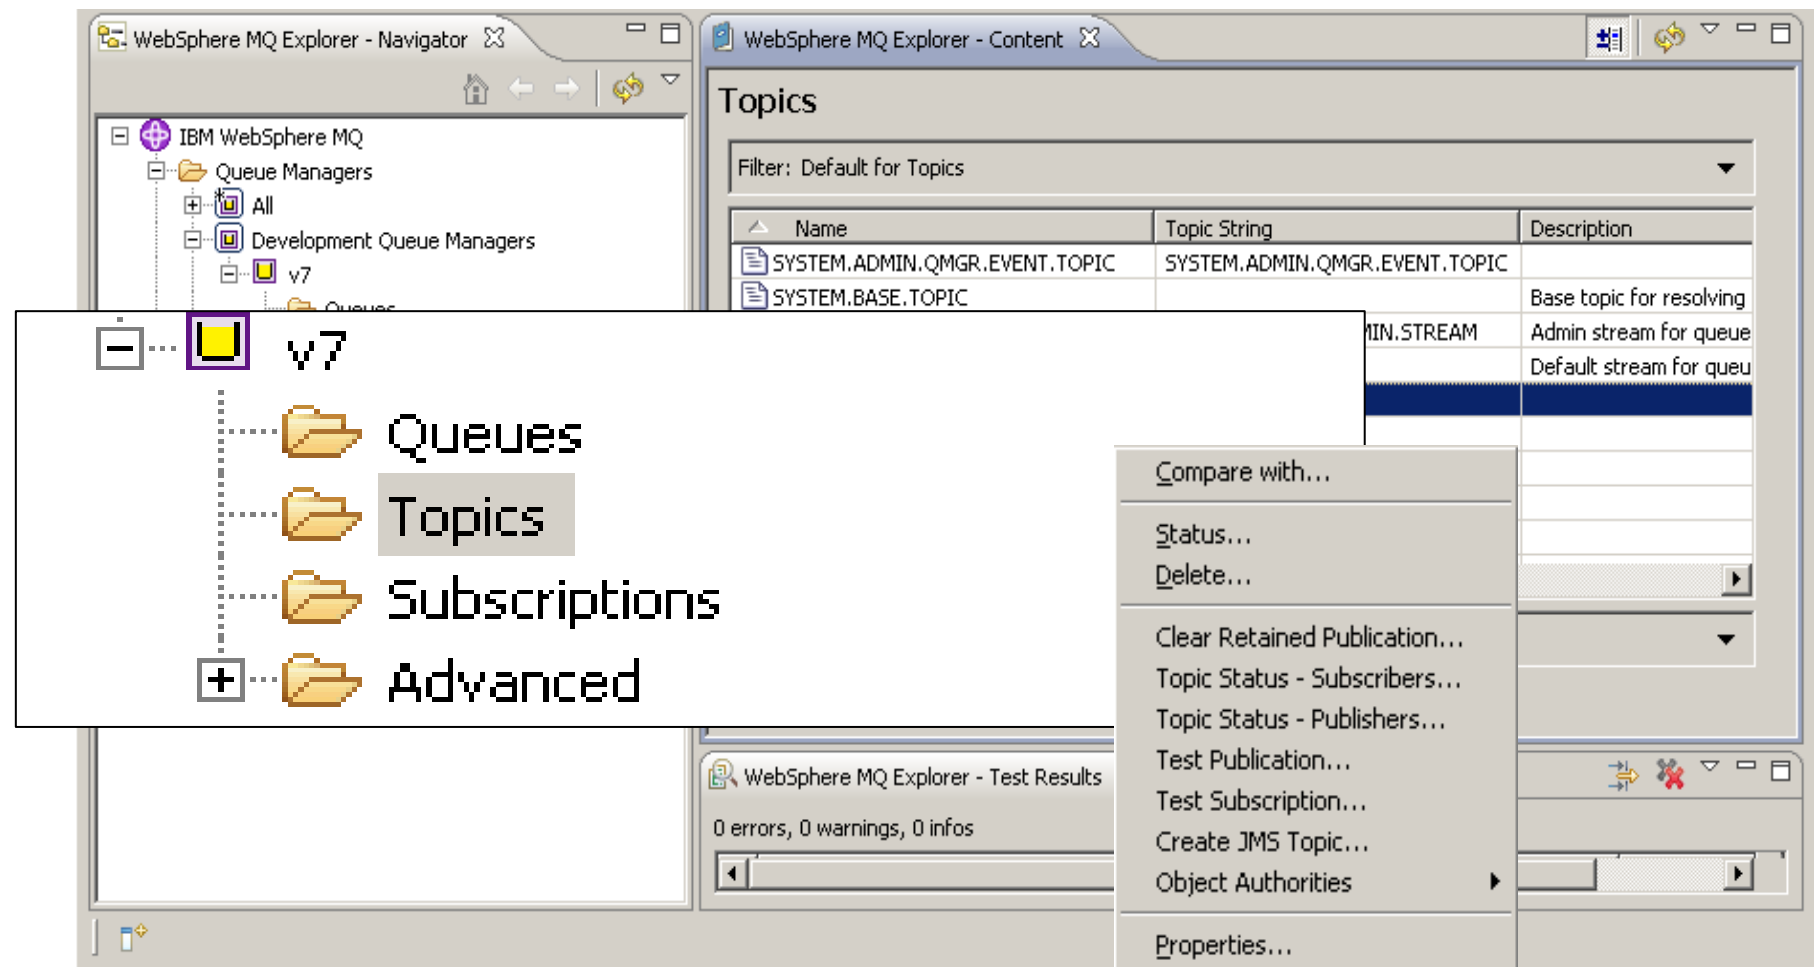 WebSphere MQ Explorer - Navigator
IBM WebSphere MQ
Queue Managers
All
Development Queue Managers
v7
Queues
v7
Queues
Topics
Subscriptions
Advanced
WebSphere MQ Explorer - Content
Topics
Filter: Default for Topics
Name Topic String Description
SYSTEM.ADMIN.QMGR.EVENT.TOPIC SYSTEM.ADMIN.QMGR.EVENT.TOPIC
SYSTEM.BASE.TOPIC Base topic for resolving
MIN.STREAM Admin stream for queue
Default stream for queu
Compare with...
Status...
Delete...
Clear Retained Publication...
Topic Status - Subscribers...
Topic Status - Publishers...
Test Publication...
Test Subscription...
Create JMS Topic...
Object Authorities
Properties...
WebSphere MQ Explorer - Test Results
0 errors, 0 warnings, 0 infos